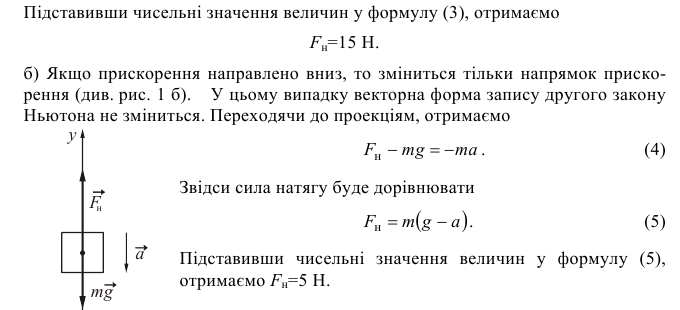 Підставивши чисельні значення величин у формулу (3), отримаємо
Fн=15 Н.
б) Якщо прискорення направлено вниз, то зміниться тільки напрямок приско-
рення (див. рис. 1 б). У цьому випадку векторна форма запису другого закону
Ньютона не зміниться. Переходячи до проекціям, отримаємо
y
Fн − mg = −ma . (4)
Звідси сила натягу буде дорівнювати
F⃗н
Fн = m(g − a). (5)
a⃗
Підставивши чисельні значення величин у формулу (5),
отримаємо Fн=5 Н.
mg⃗